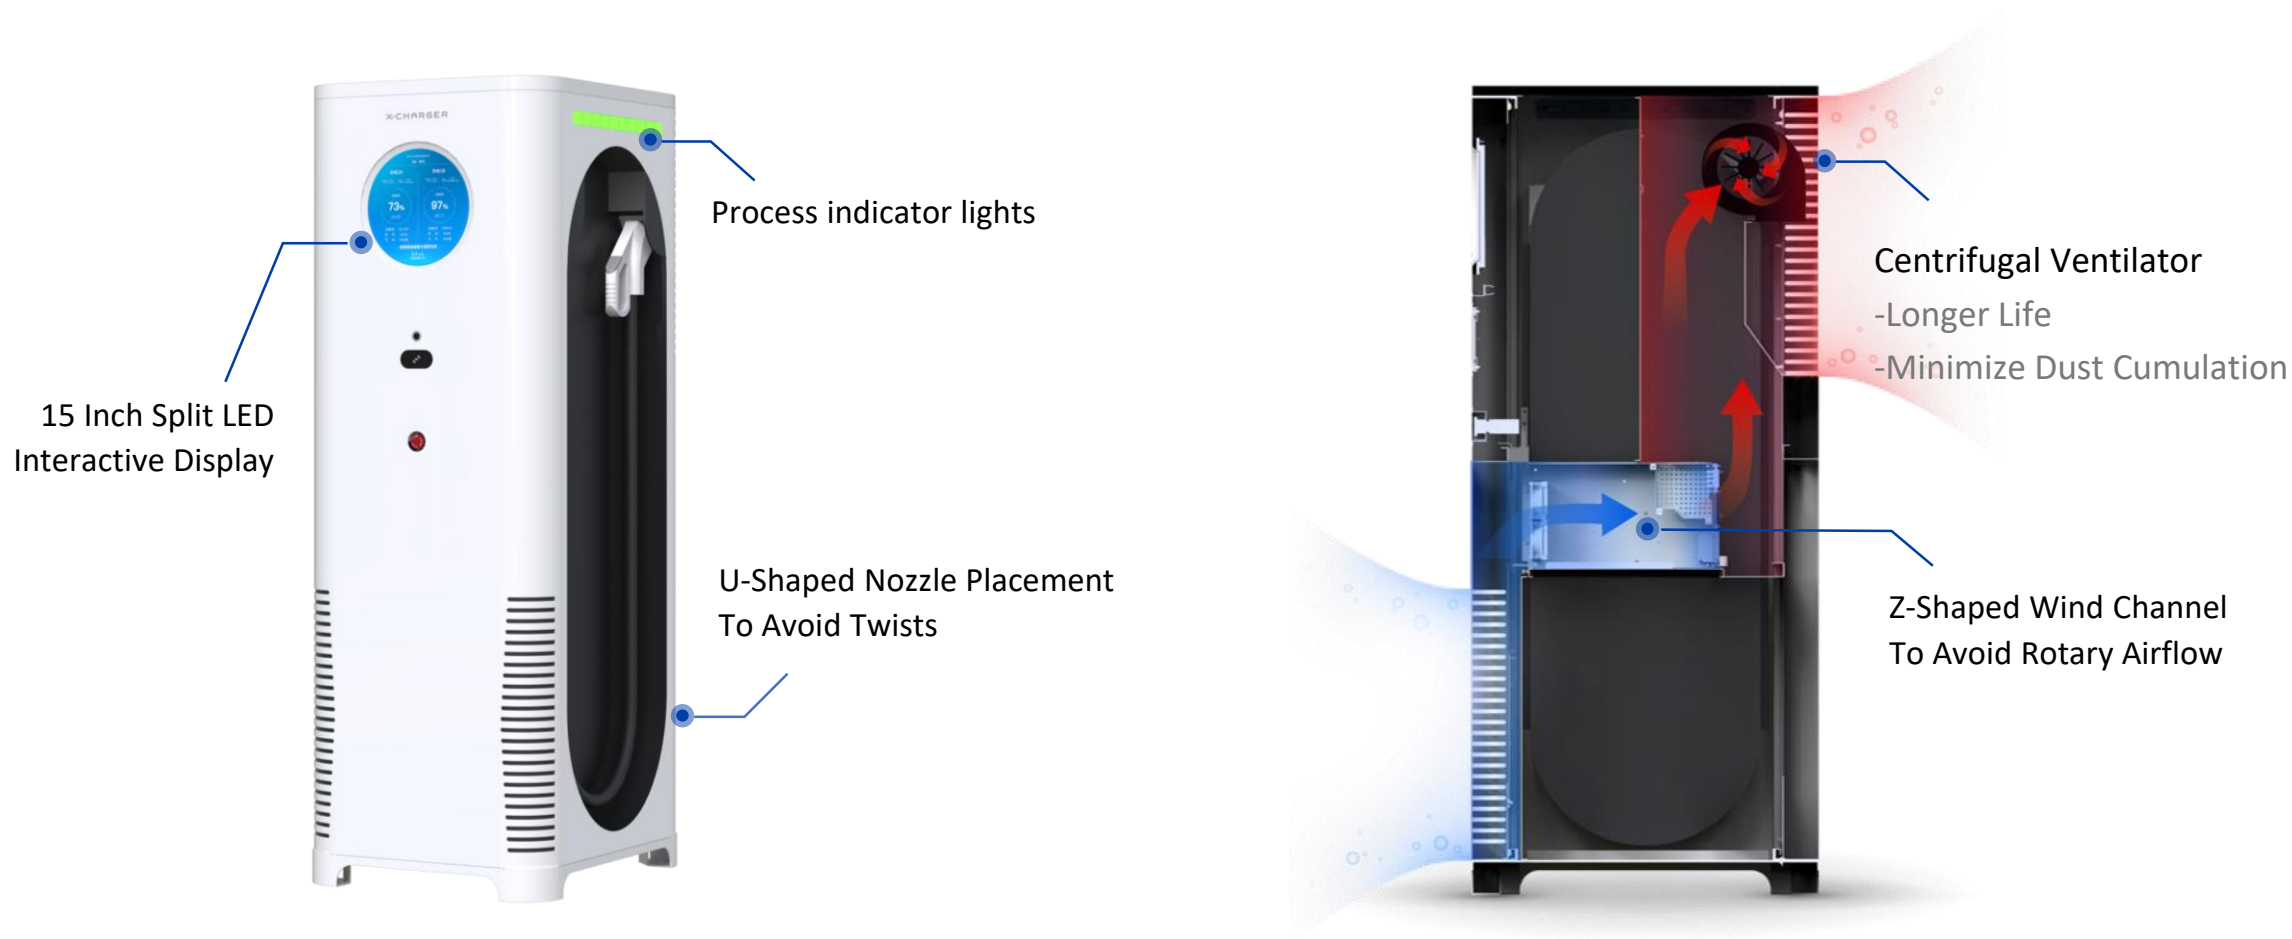 XCHARGER
73%
97%
Process indicator lights
15 Inch Split LED
Interactive Display
U-Shaped Nozzle Placement
To Avoid Twists
Centrifugal Ventilator
-Longer Life
-Minimize Dust Cumulation
Z-Shaped Wind Channel
To Avoid Rotary Airflow